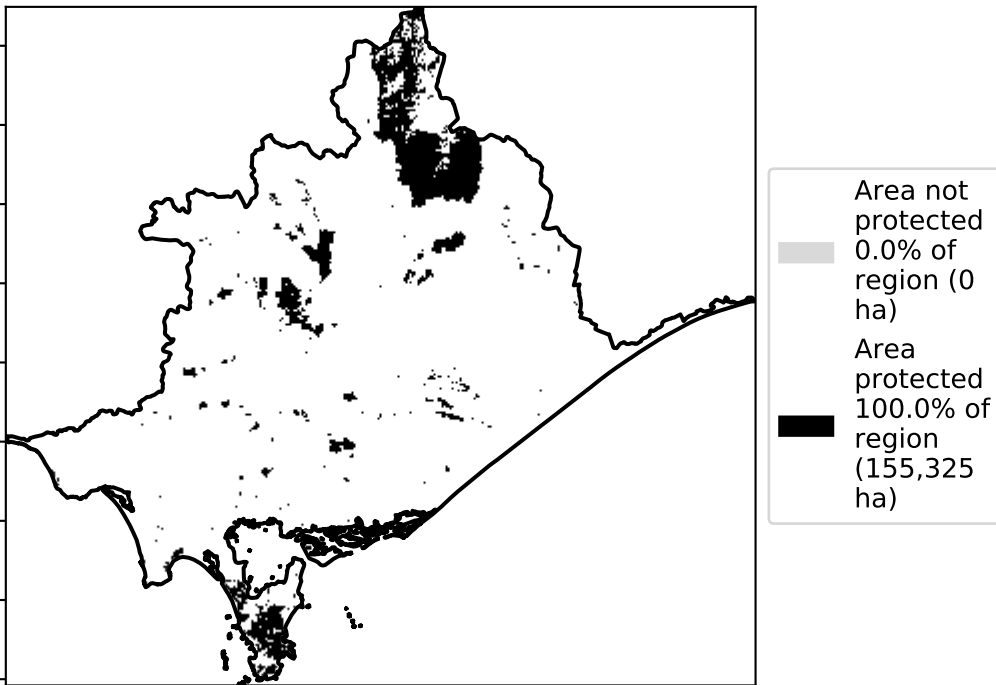 Area not
protected
0.0% of
region (0
ha)
Area
protected
100.0% of
region
(155,325
ha)